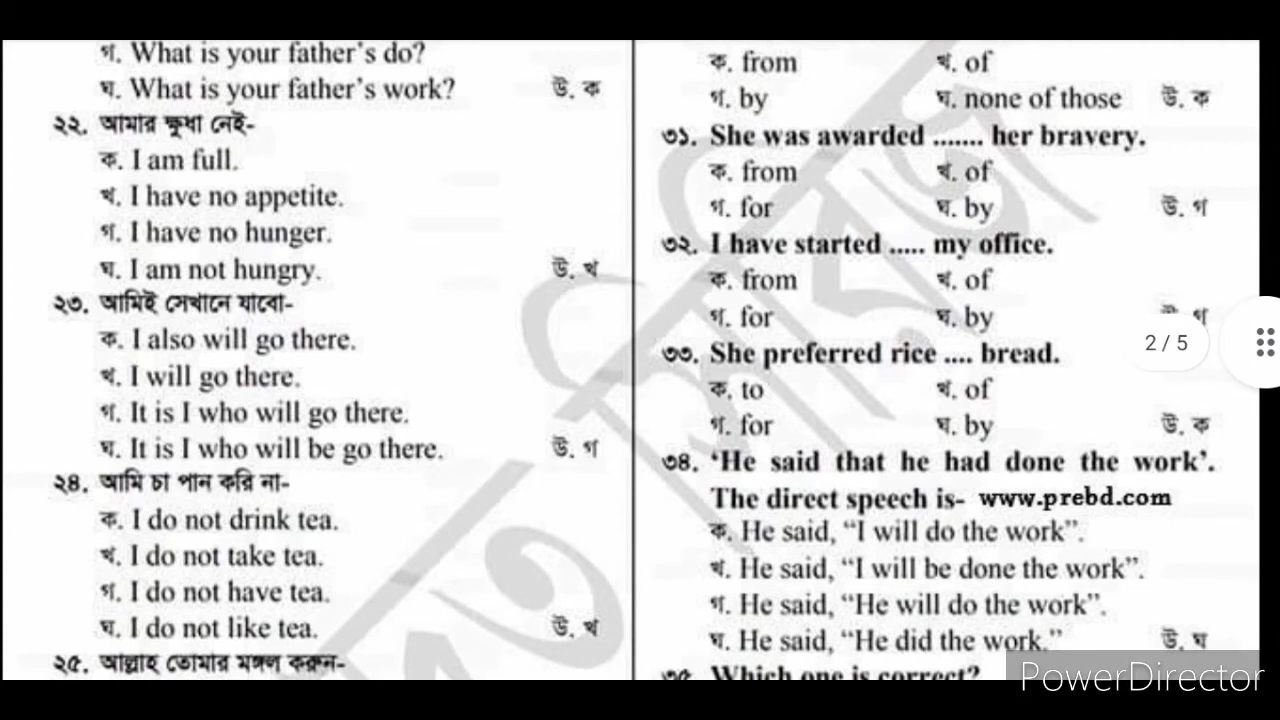 গ. What is your father's do?
ঘ. What is your father's work? উ. ক
২২. আমার ক্ষুধা নেই-
ক. I am full.
খ. I have no appetite.
গ. I have no hunger.
ঘ. I am not hungry. উ. খ
২৩. আমিই সেখানে যাবো-
ক. I also will go there.
খ. I will go there.
গ. It is I who will go there.
ঘ. It is I who will be go there. উ. গ
২৪. আমি চা পান করি না-
ক. I do not drink tea.
খ. I do not take tea.
গ. I do not have tea.
ঘ. I do not like tea. উ. খ
২৫. আল্লাহ তোমার মঙ্গল করুন-
ক. from খ. of
গ. by ঘ. none of those উ. ক
৩১. She was awarded ....... her bravery.
ক. from খ. of
গ. for ঘ. by উ. গ
৩২. I have started ..... my office.
ক. from খ. of
গ. for ঘ. by উ. গ
৩৩. She preferred rice .... bread.
ক. to খ. of
গ. for ঘ. by উ. ক
৩৪. ‘He said that he had done the work’.
The direct speech is- www.prebd.com
ক. He said, “I will do the work”.
খ. He said, “I will be done the work”.
গ. He said, “He will do the work”.
ঘ. He said, “He did the work.” উ. ঘ
৩৫. Which one is correct?
2 / 5
PowerDirector